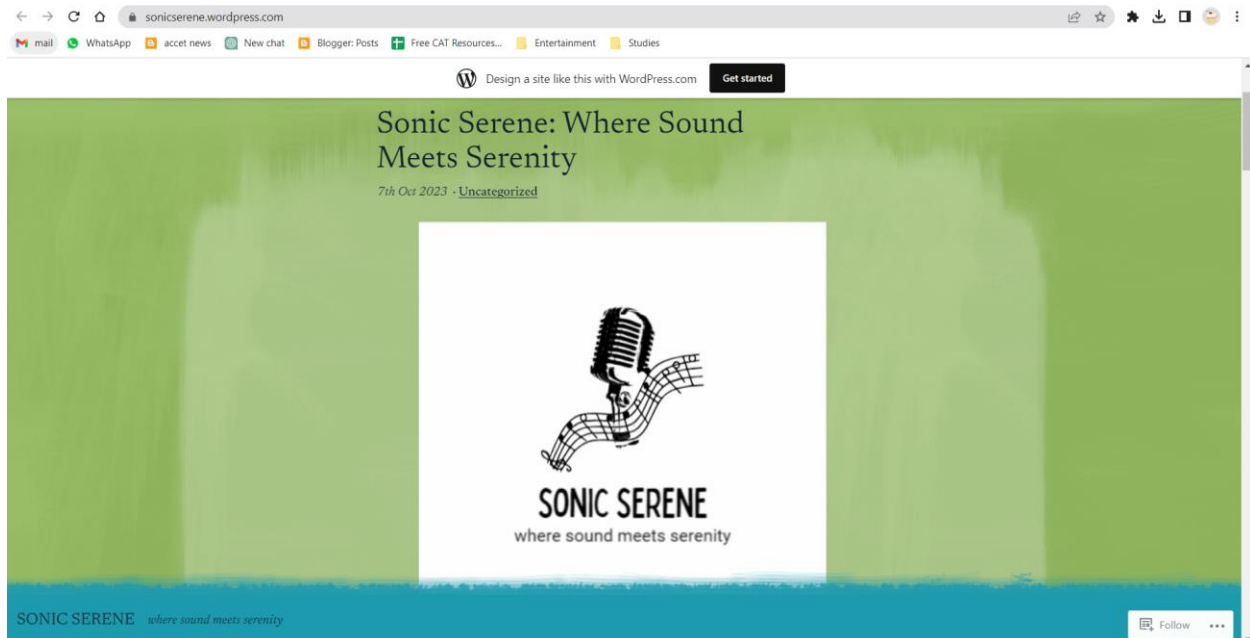 sonicserene.wordpress.com
mail WhatsApp accet news New chat Blogger: Posts Free CAT Resources... Entertainment Studies
Design a site like this with WordPress.com Get started
Sonic Serene: Where Sound
Meets Serenity
7th Oct 2023 · Uncategorized
SONIC SERENE
where sound meets serenity
SONIC SERENE where sound meets serenity
Follow